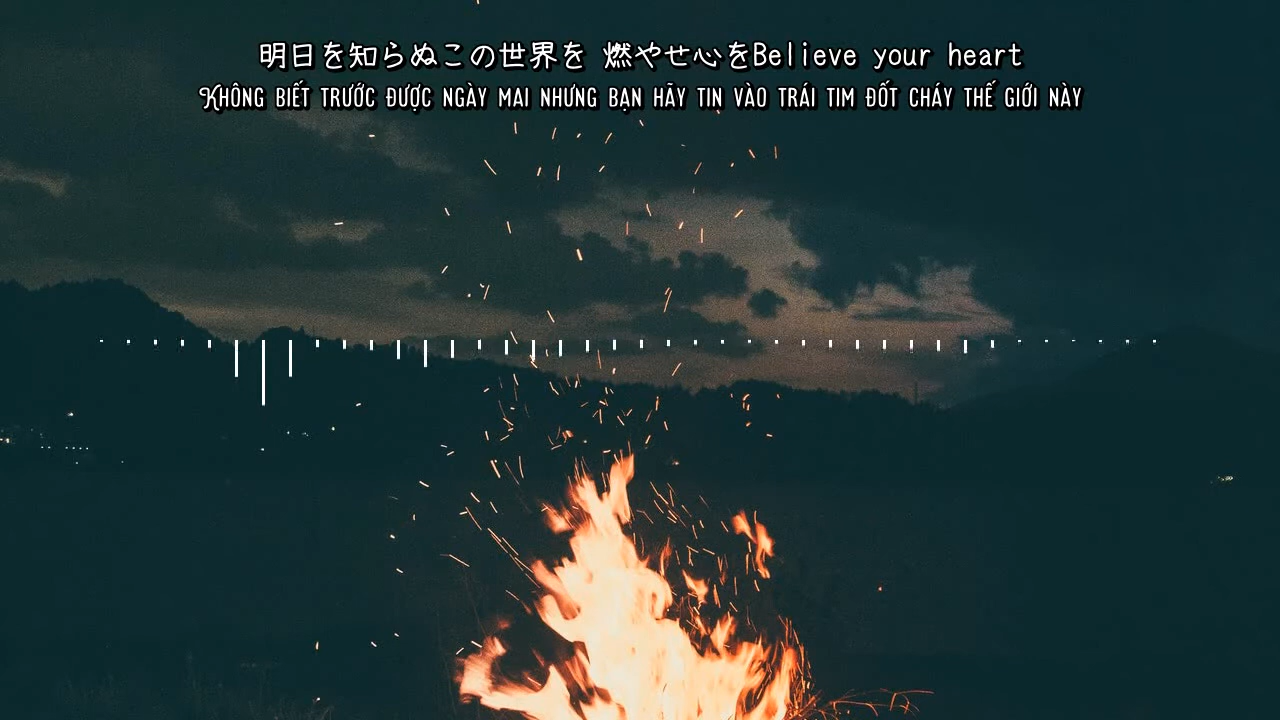 明日を知らぬこの世界を 燃やせ心をBelieve your heart
KHÔNG BIẾT TRƯỚC ĐƯỢC NGÀY MAI NHƯNG BẠN HÃY TIN VÀO TRÁI TIM ĐỐT CHÁY THẾ GIỚI NÀY